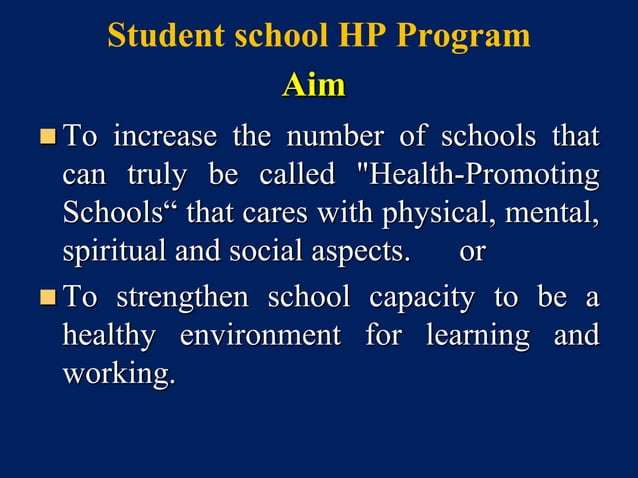 Student school HP Program
Aim
To increase the number of schools that
can truly be called "Health-Promoting
Schools“ that cares with physical, mental,
spiritual and social aspects. or
To strengthen school capacity to be a
healthy environment for learning and
working.